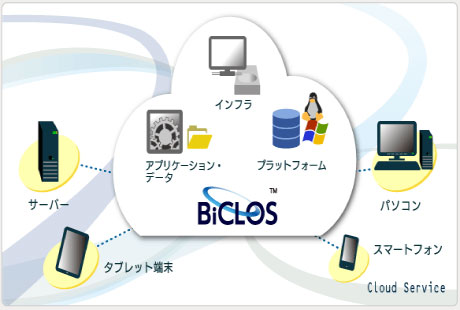 インフラ
アプリケーション・
データ
プラットフォーム
サーバー
BiCLOS™
パソコン
タブレット端末
スマートフォン
Cloud Service